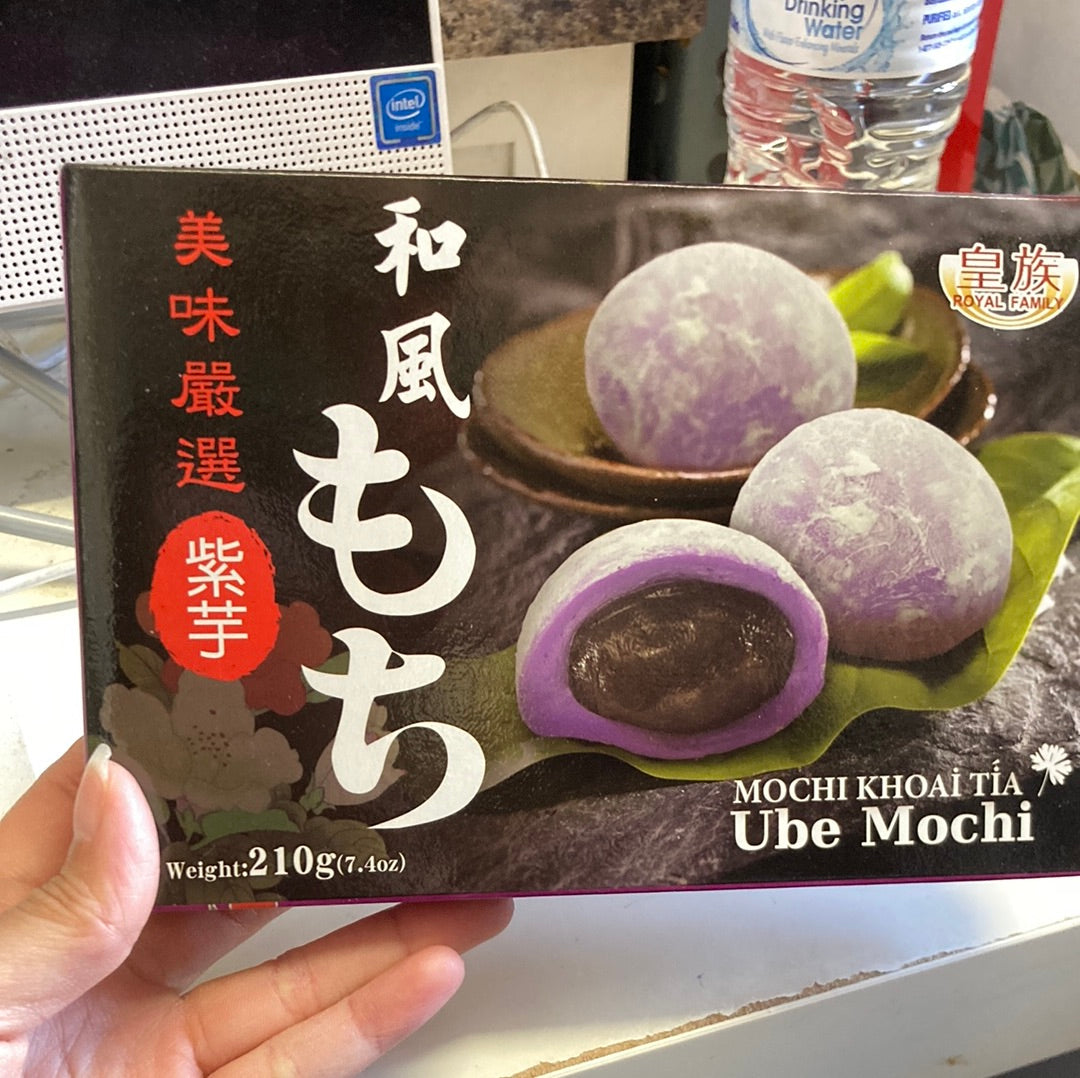 Drinking
Water
intel
inside
美味嚴選
紫芋
和風
もち
皇族
ROYAL FAMILY
MOCHI KHOAI TÍA
Ube Mochi
Weight:210g(7.4oz)